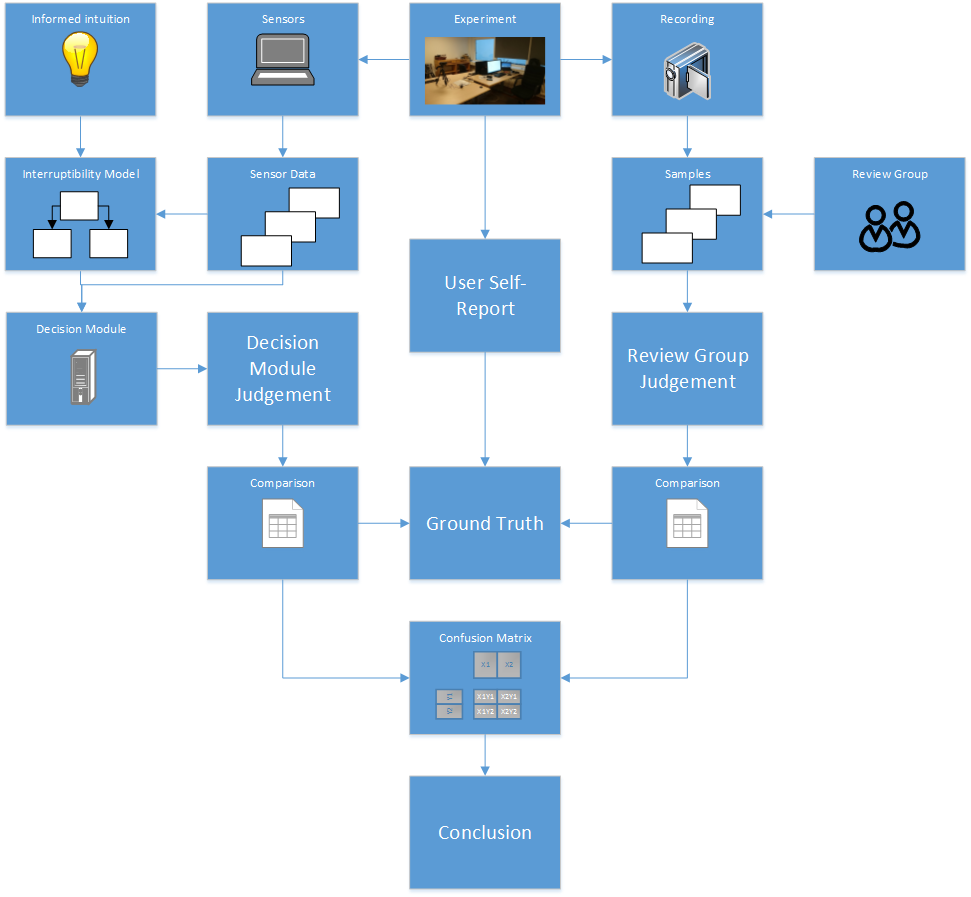 Informed intuition
Sensors
Experiment
Recording
Interruptibility Model
Sensor Data
Samples
Review Group
User Self-
Report
Decision Module
Decision
Module
Judgement
Review Group
Judgement
Comparison
Ground Truth
Comparison
Confusion Matrix
X1 X2
Y1
Y2
X1Y1 X2Y1
X1Y2 X2Y2
Conclusion